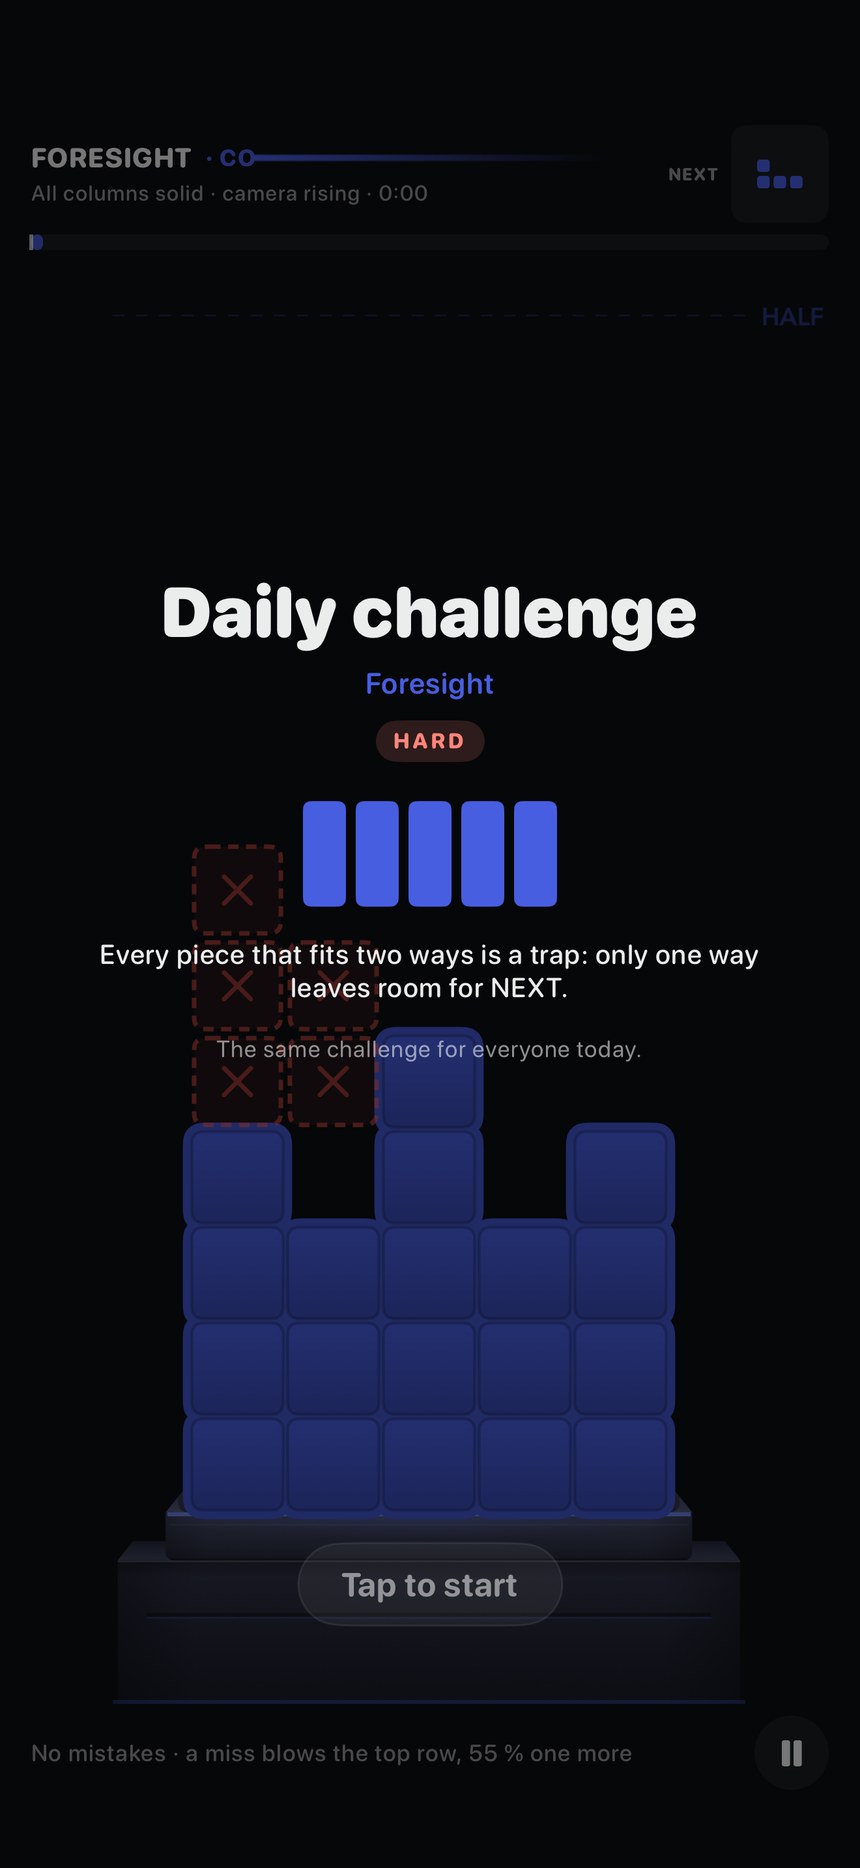 FORESIGHT · CO
All columns solid · camera rising · 0:00
NEXT
HALF
Daily challenge
Foresight
HARD
Every piece that fits two ways is a trap: only one way
leaves room for NEXT.
The same challenge for everyone today.
Tap to start
No mistakes · a miss blows the top row, 55 % one more